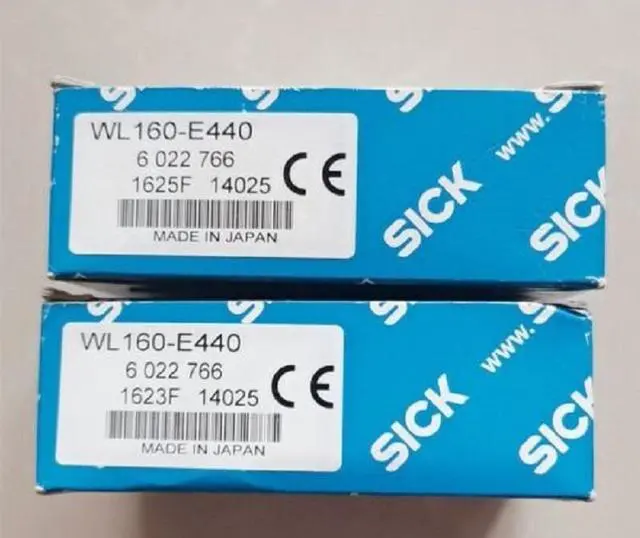 WL160-E440
6 022 766
1625F 14025
CE
MADE IN JAPAN
SICK
www.
SICK
WL160-E440
6 022 766
1623F 14025
CE
MADE IN JAPAN
SICK
www.
SICK